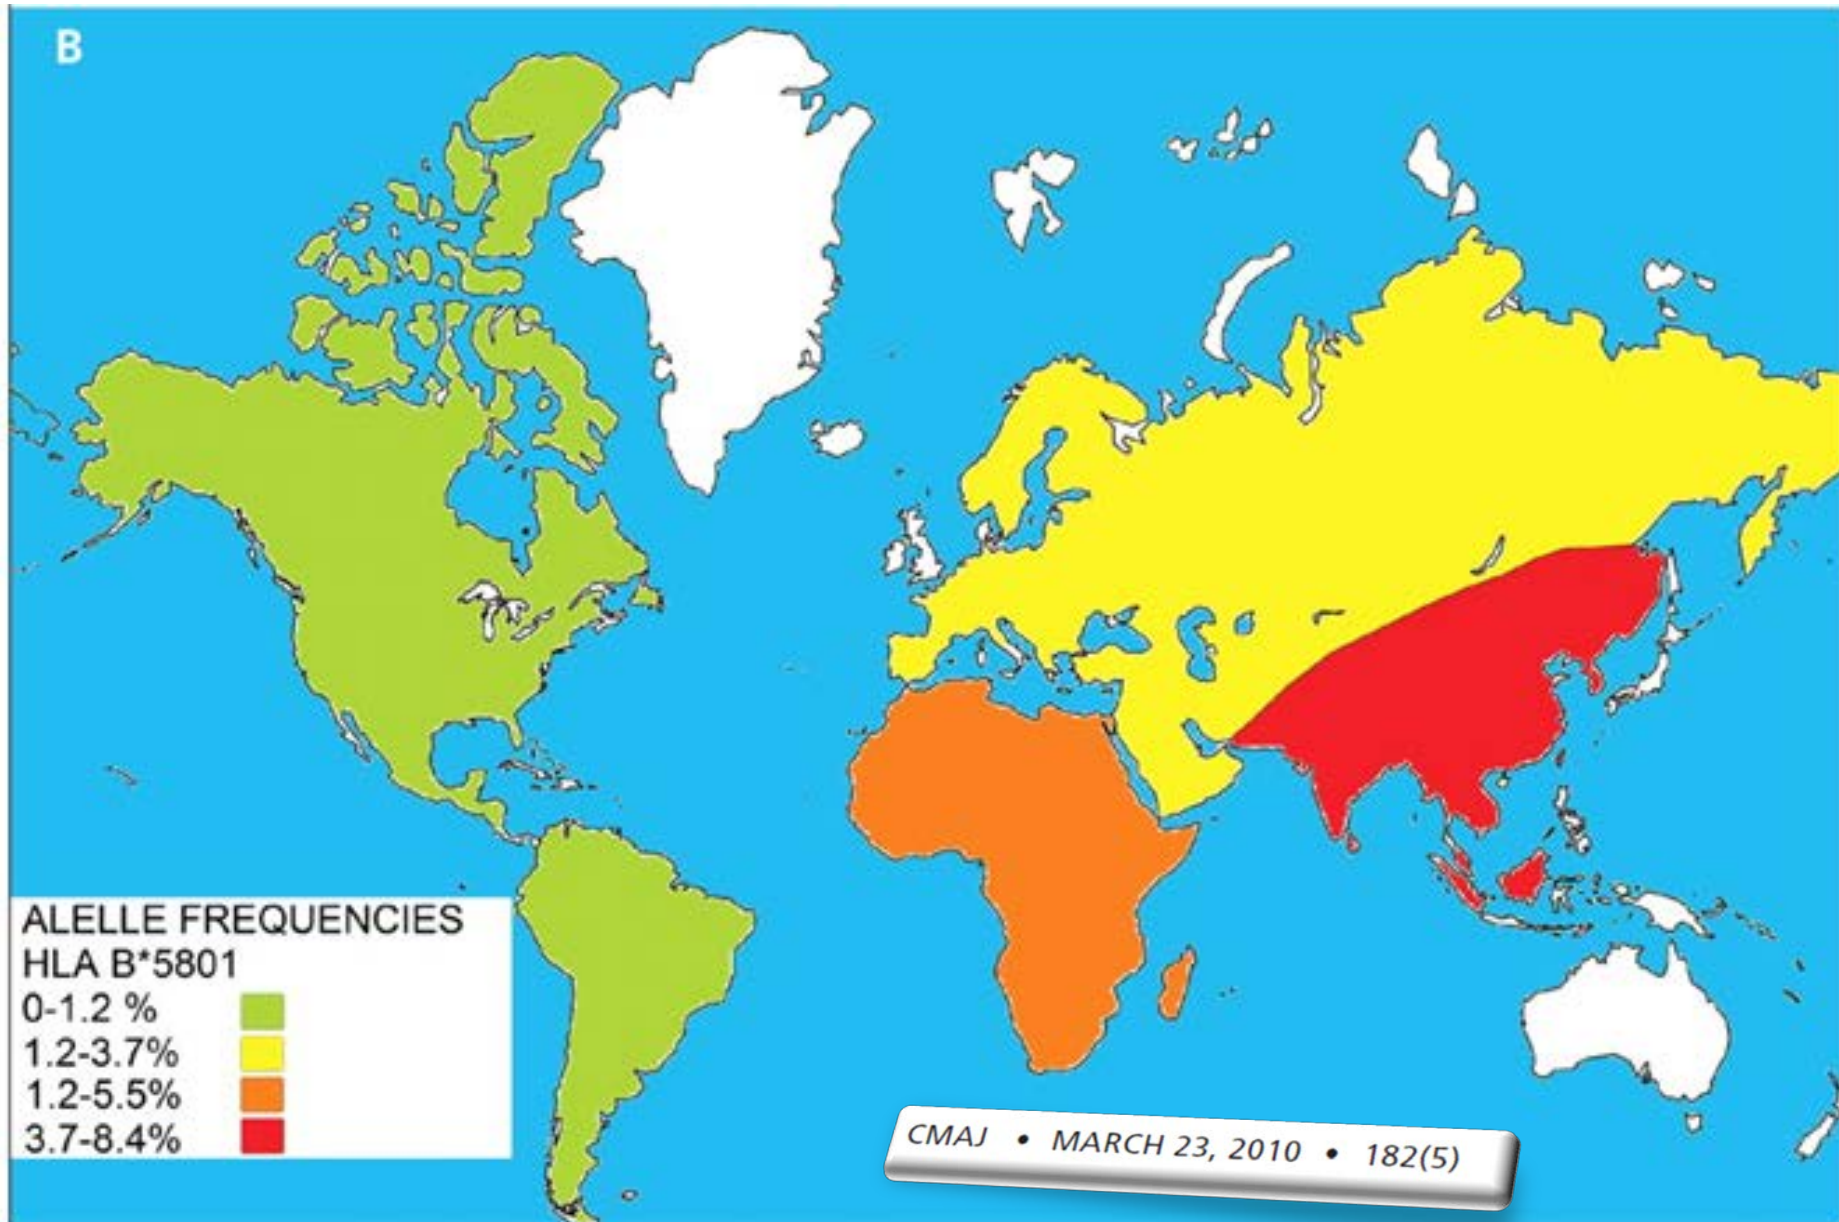 B
ALELLE FREQUENCIES
HLA B*5801
0-1.2 %
1.2-3.7%
1.2-5.5%
3.7-8.4%
CMAJ • MARCH 23, 2010 • 182(5)